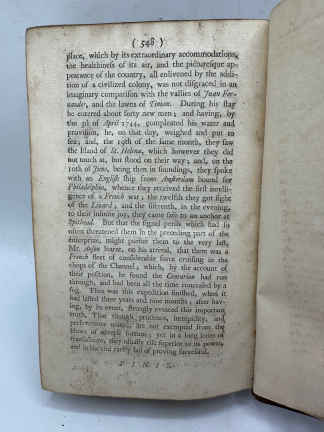 ( 548 )
place, which by its extraordinary accommodations,
the healthiness of its air, and the picturesque ap-
pearance of the country, all enlivened by the addi-
tion of a civilized colony, was not disgraced in an
imaginary comparison with the vallies of Juan Fer-
nandes, and the lawns of Tinian. During his stay
he entered about forty new men; and having, by
the 3d of April 1744, compleated his water and
provision, he, on that day, weighed and put to
sea; and, the 19th of the same month, they saw
the Island of St. Helena, which however they did
not touch at, but stood on their way; and, on the
10th of June, being then in soundings, they spoke
with an English ship from Amsterdam bound for
Philadelphia, whence they received the first intelli-
gence of a French war; the twelfth they got sight
of the Lizard; and the fifteenth, in the evening,
to their infinite joy, they came safe to an anchor at
Spithead. But that the signal perils which had so
often threatened them in the preceding part of the
enterprize, might pursue them to the very last,
Mr. Anson learnt, on his arrival, that there was a
French fleet of considerable force cruising in the
chops of the Channel, which, by the account of
their position, he found the Centurion had run
through, and had been all the time concealed by a
fog. Thus was this expedition finished, when it
had lasted three years and nine months; after hav-
ing, by its event, strongly evinced this important
truth, That though prudence, intrepidity, and
perseverance united, are not exempted from the
blows of adverse fortune; yet in a long series of
transactions, they usually rise superior to its power,
and in the end rarely fail of proving successful.
F I N I S.